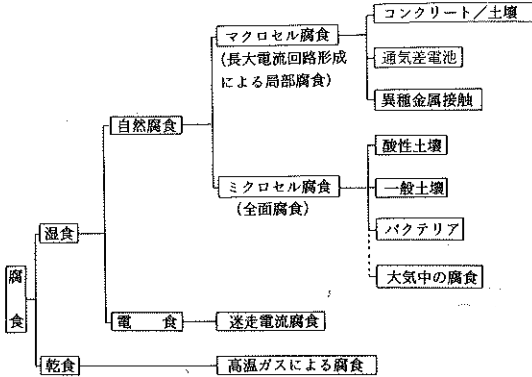 コンクリート／土壌
マクロセル腐食
(長大電流回路形成
による局部腐食)
通気差電池
異種金属接触
自然腐食
酸性土壌
ミクロセル腐食
(全面腐食)
一般土壌
バクテリア
湿食
大気中の腐食
腐食
電　食
迷走電流腐食
乾食
高温ガスによる腐食